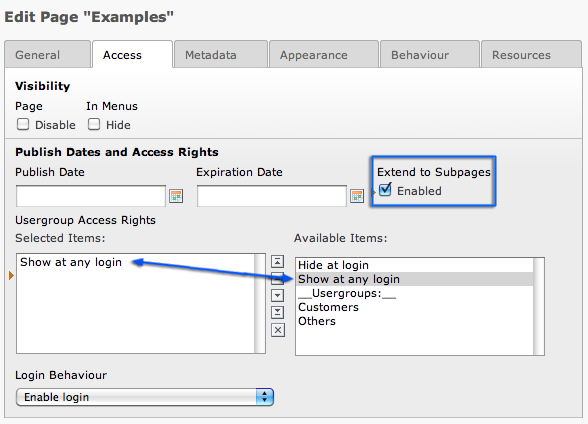 Edit Page "Examples"
General Access Metadata Appearance Behaviour Resources
Visibility
Page In Menus
Disable Hide
Publish Dates and Access Rights
Publish Date Expiration Date Extend to Subpages
Enabled
Usergroup Access Rights
Selected Items: Available Items:
Show at any login
Hide at login
Show at any login
__Usergroups:__
Customers
Others
Login Behaviour
Enable login